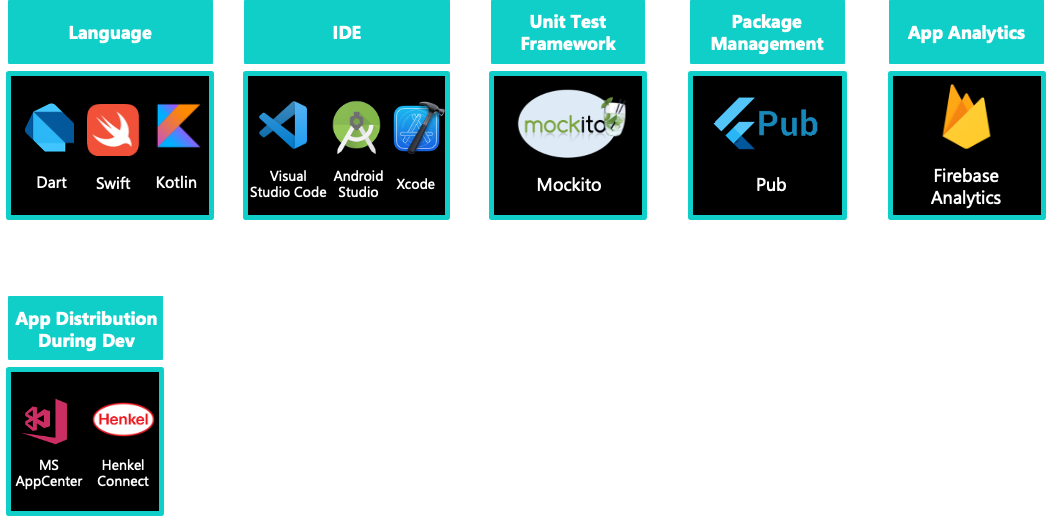 Language
IDE
Unit Test
Framework
Package
Management
App Analytics
Dart
Swift
Kotlin
Visual
Studio Code
Android
Studio
Xcode
mockito
Mockito
Pub
Pub
Firebase
Analytics
App Distribution
During Dev
Henkel
MS
AppCenter
Henkel
Connect